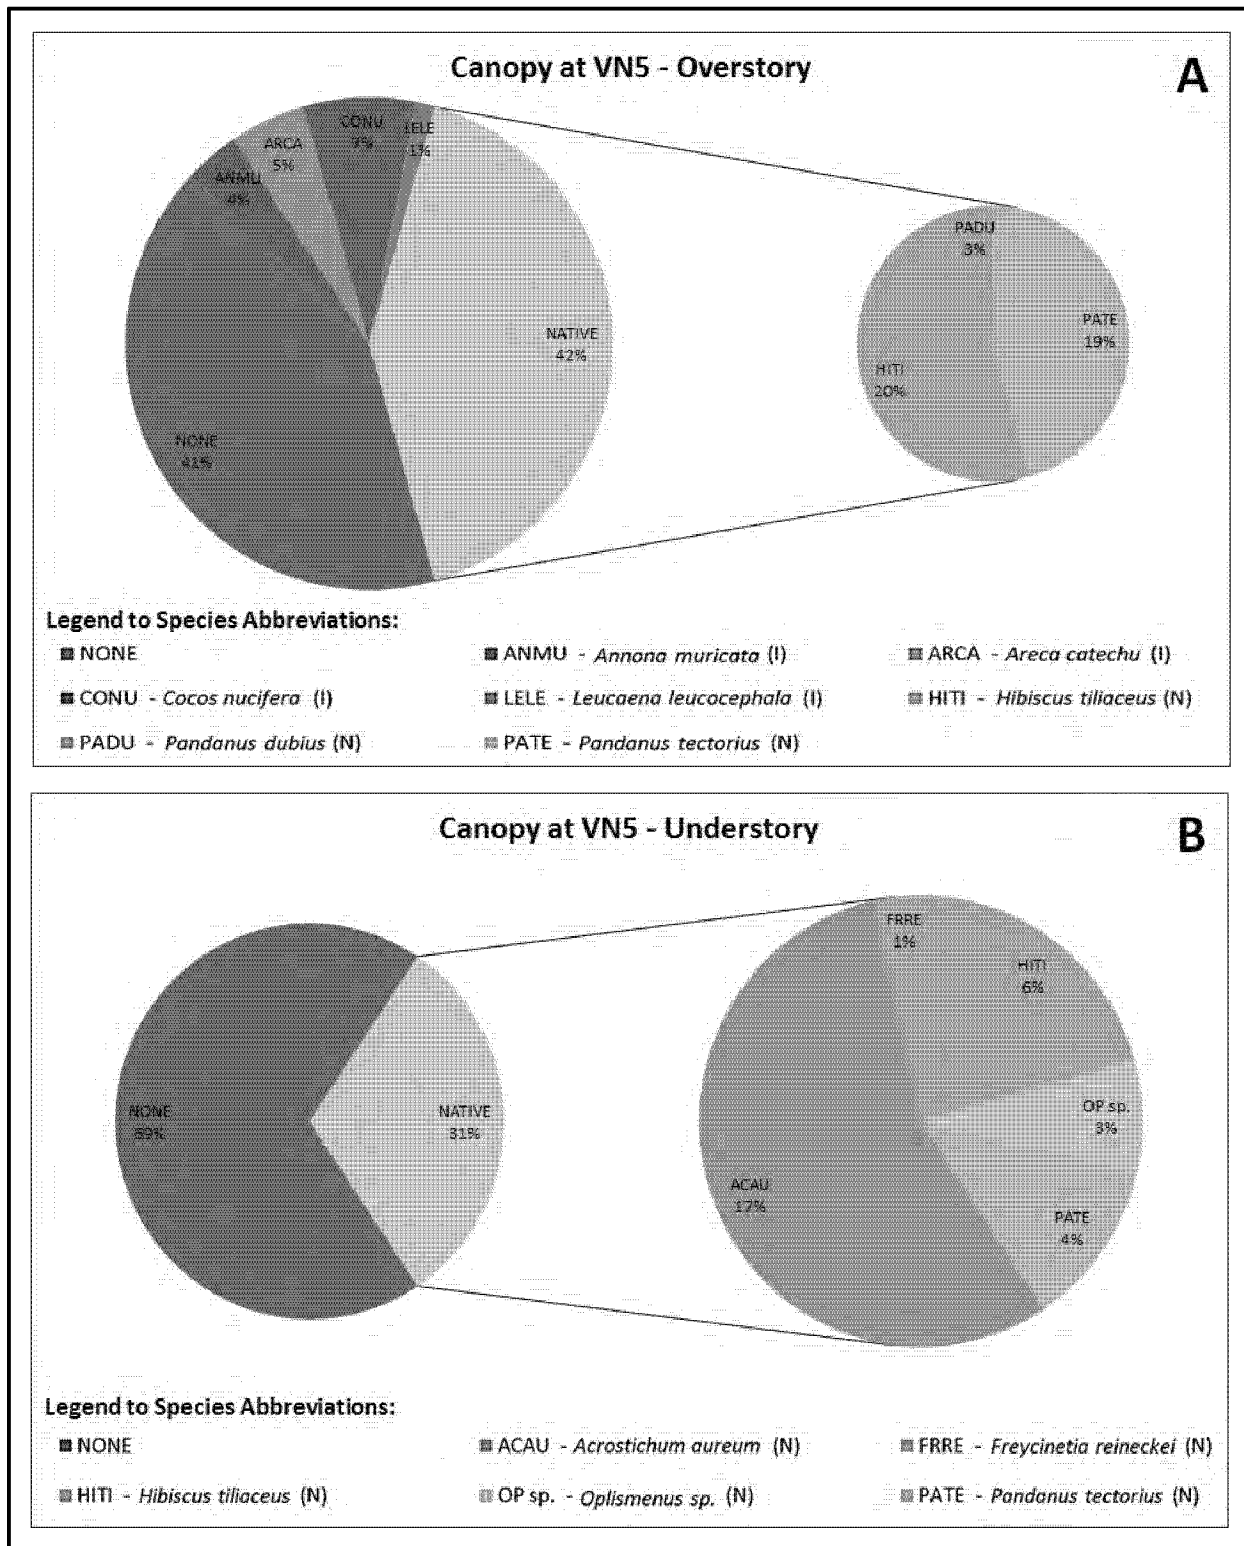 Canopy at VN5 - Overstory
A
CONU
LELE
1%
ARCA
5%
ANMU
4%
NATIVE
42%
NONE
41%
PADU
3%
PATE
19%
HITI
20%
Legend to Species Abbreviations:
NONE
ANMU - Annona muricata (I)
ARCA - Areca catechu (I)
CONU - Cocos nucifera (I)
LELE - Leucaena leucocephala (I)
HITI - Hibiscus tiliaceus (N)
PADU - Pandanus dubius (N)
PATE - Pandanus tectorius (N)
Canopy at VN5 - Understory
B
NONE
NATIVE
31%
FRRE
1%
HITI
6%
OP sp.
3%
ACAU
PATE
4%
Legend to Species Abbreviations:
NONE
ACAU - Acrostichum aureum (N)
FRRE - Freycinetia reineckei (N)
HITI - Hibiscus tiliaceus (N)
OP sp. - Oplismenus sp. (N)
PATE - Pandanus tectorius (N)